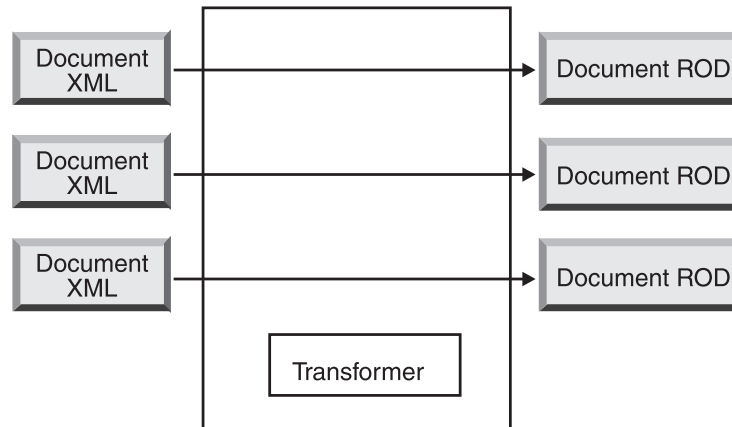 Document
XML
Document ROD
Document
XML
Document ROD
Document
XML
Document ROD
Transformer